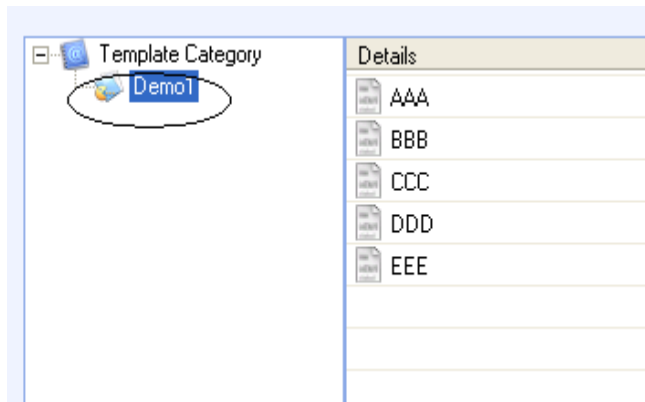 Template Category
Demo1
Details
AAA
BBB
CCC
DDD
EEE